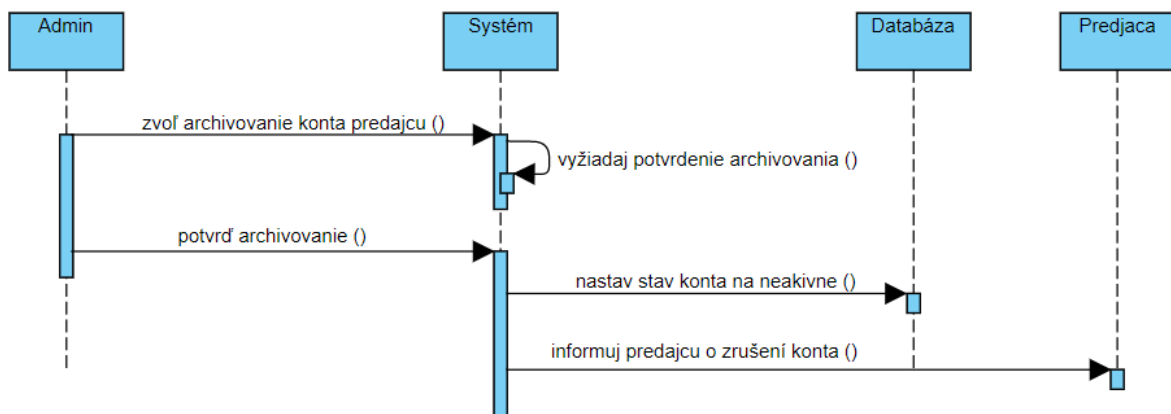 Admin
Systém
Databáza
Predjaca
zvoľ archivovanie konta predajcu ()
vyžiadaj potvrdenie archivovania ()
potvrď archivovanie ()
nastav stav konta na neakivne ()
informuj predajcu o zrušení konta ()